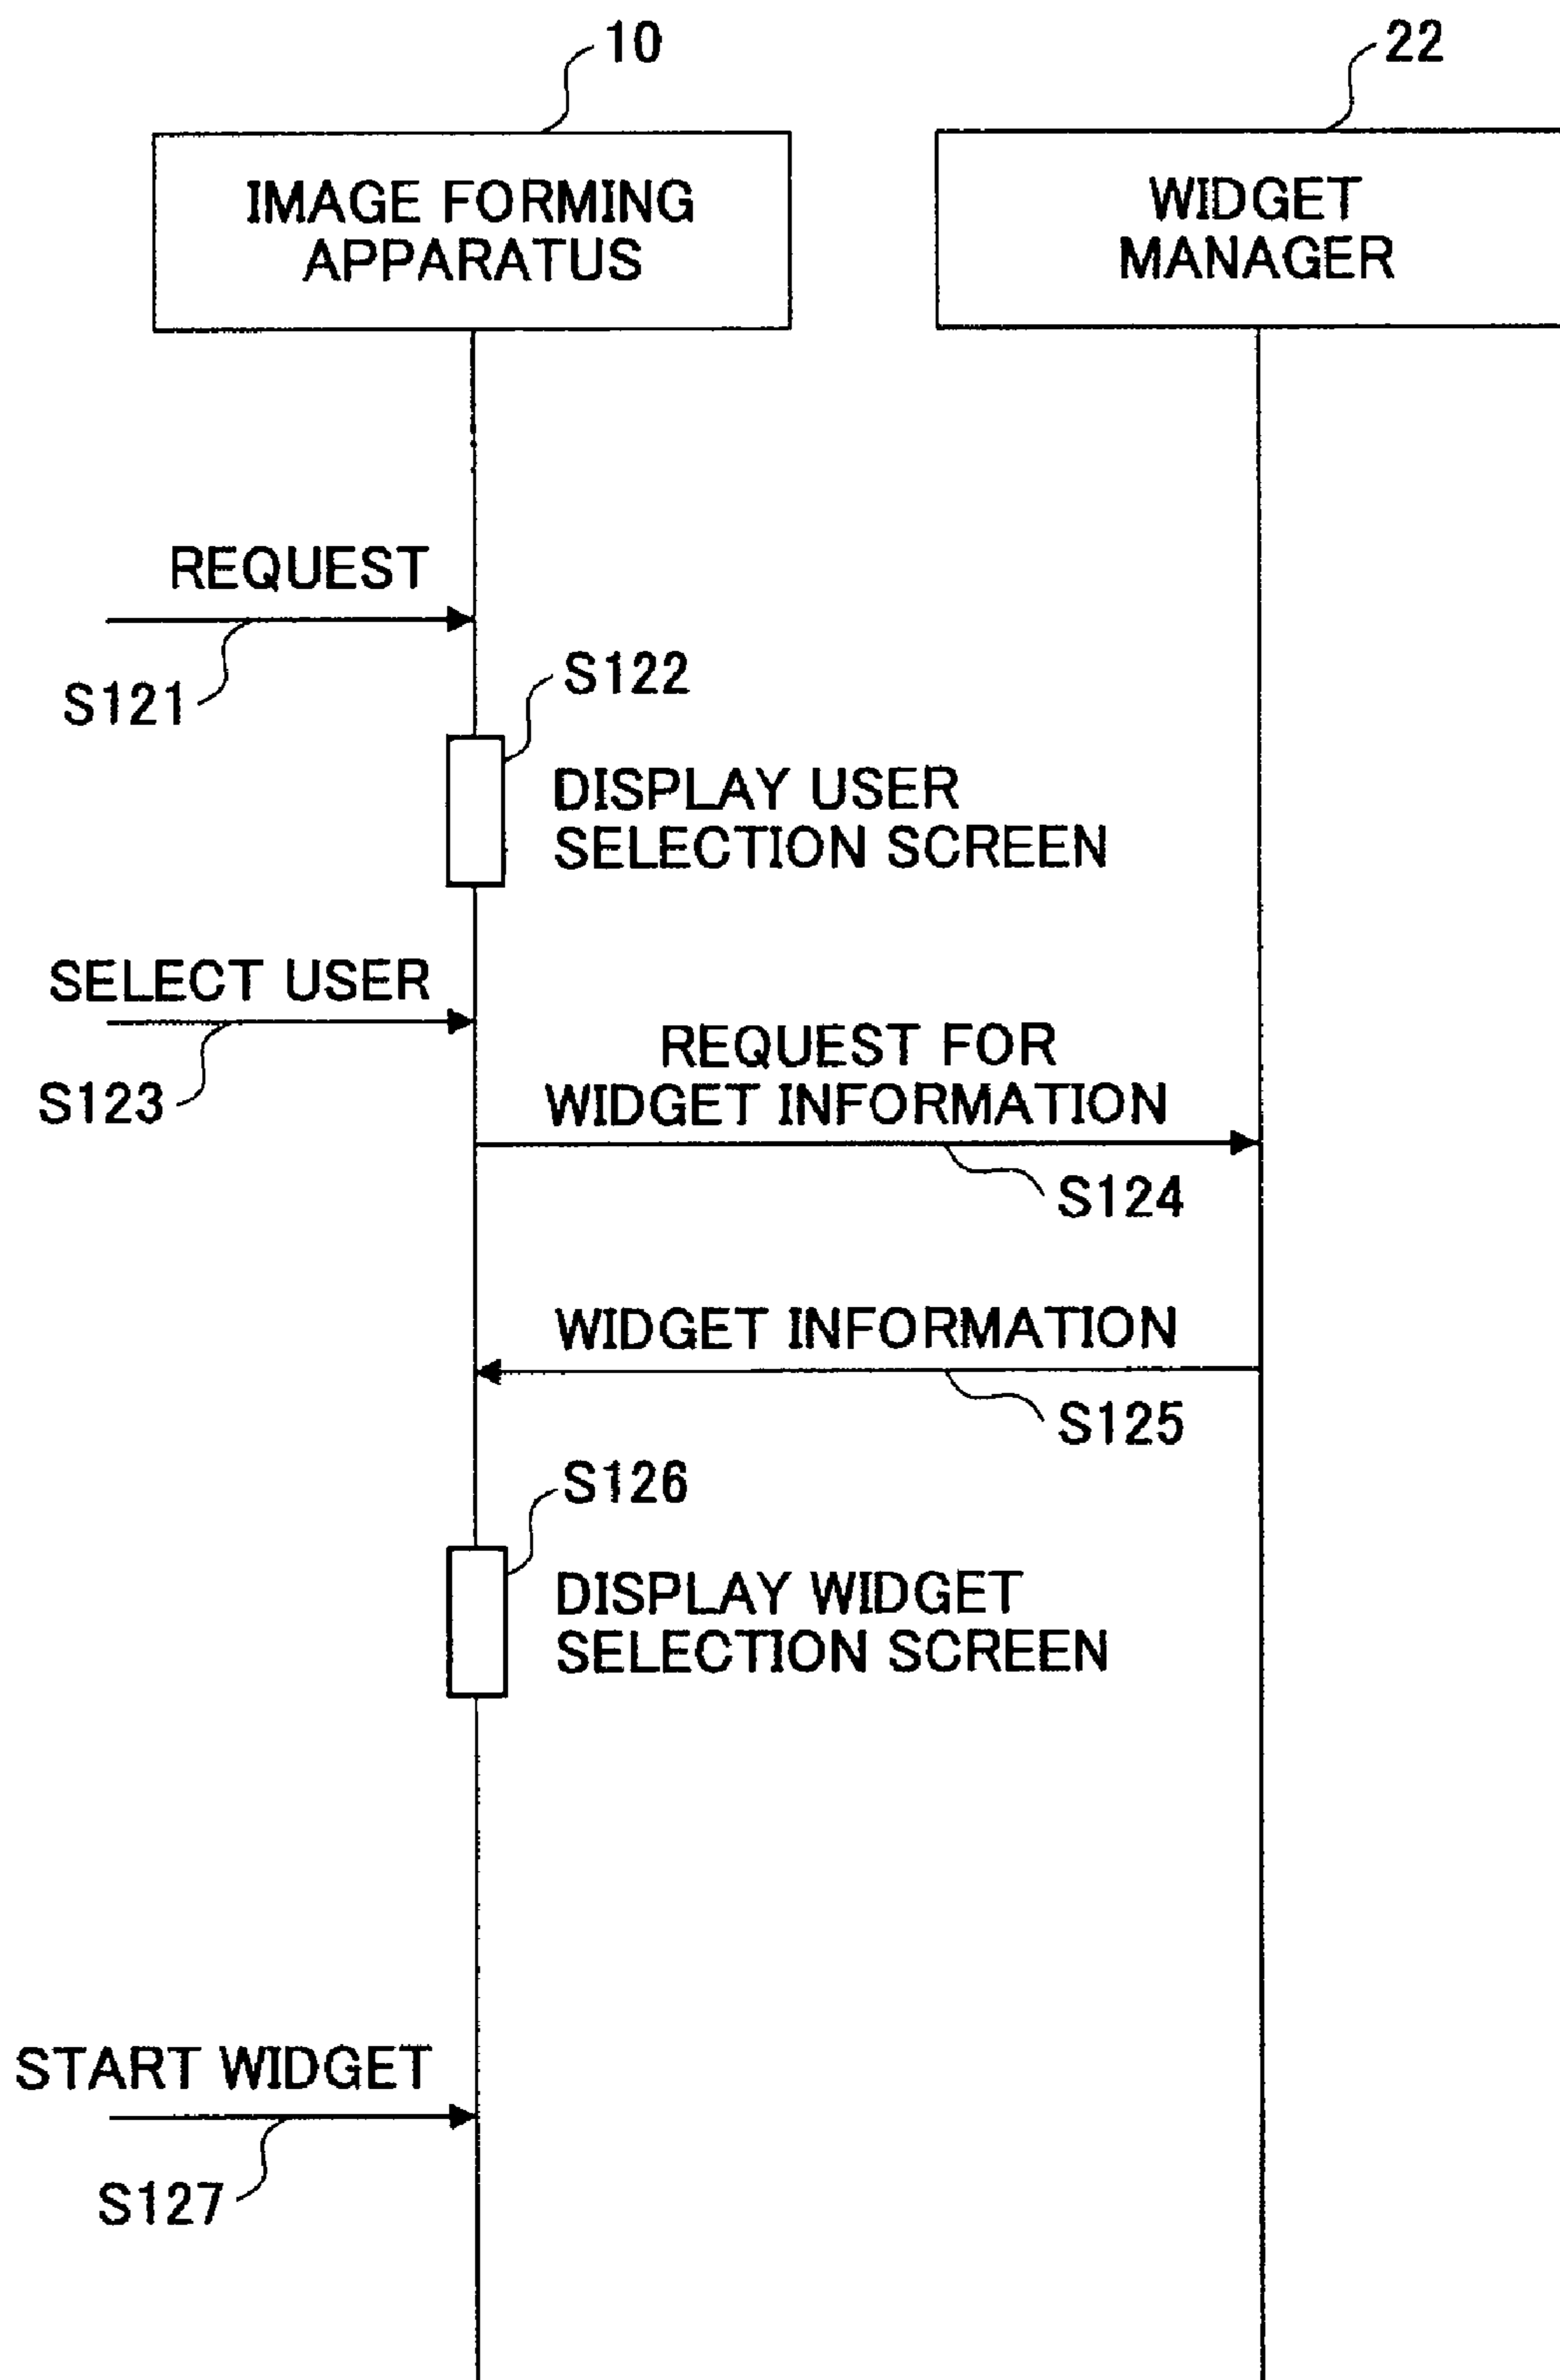 10
22
IMAGE FORMING
APPARATUS
WIDGET
MANAGER
REQUEST
S121
S122
DISPLAY USER
SELECTION SCREEN
SELECT USER
S123
REQUEST FOR
WIDGET INFORMATION
S124
WIDGET INFORMATION
S125
S126
DISPLAY WIDGET
SELECTION SCREEN
START WIDGET
S127